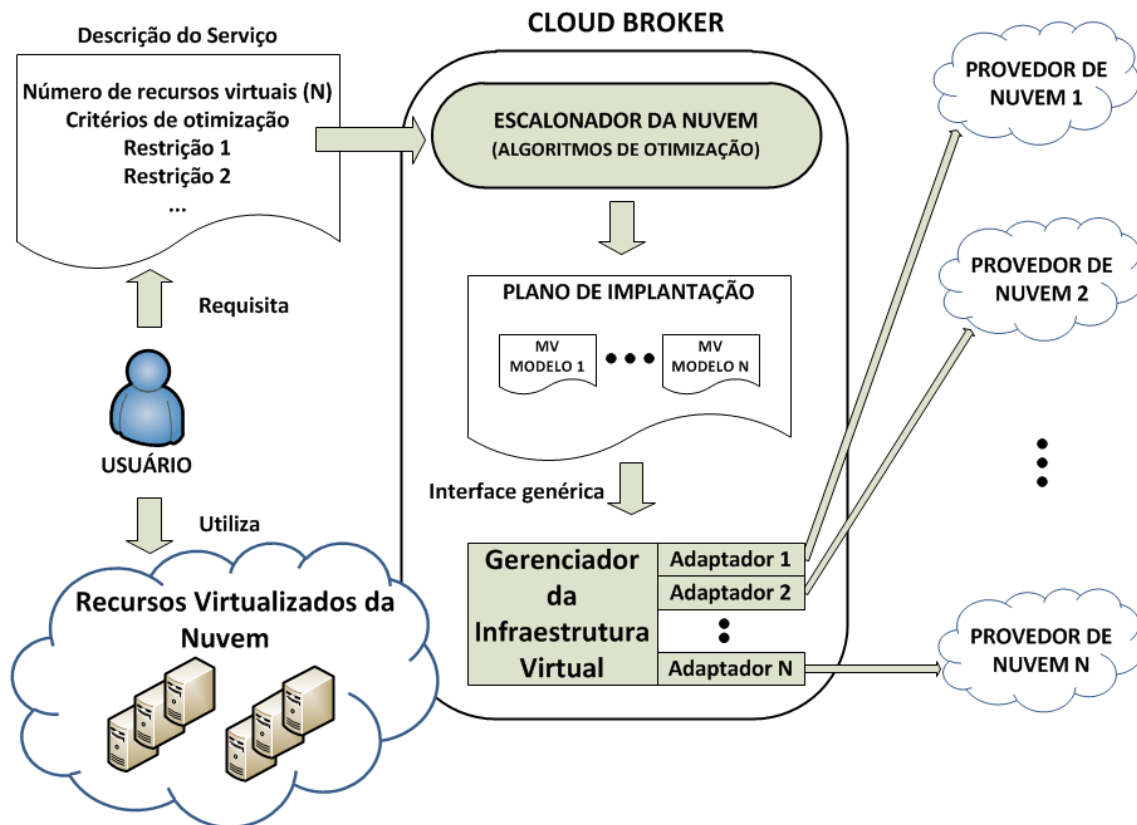 Descrição do Serviço
Número de recursos virtuais (N)
Critérios de otimização
Restrição 1
Restrição 2
...
Requisita
USUÁRIO
Utiliza
Recursos Virtualizados da
Nuvem
CLOUD BROKER
ESCALONADOR DA NUVEM
(ALGORITMOS DE OTIMIZAÇÃO)
PLANO DE IMPLANTAÇÃO
MV
MODELO 1
MV
MODELO N
Interface genérica
Gerenciador
da
Infraestrutura
Virtual
Adaptador 1
Adaptador 2
Adaptador N
PROVEDOR DE
NUVEM 1
PROVEDOR DE
NUVEM 2
PROVEDOR DE
NUVEM N